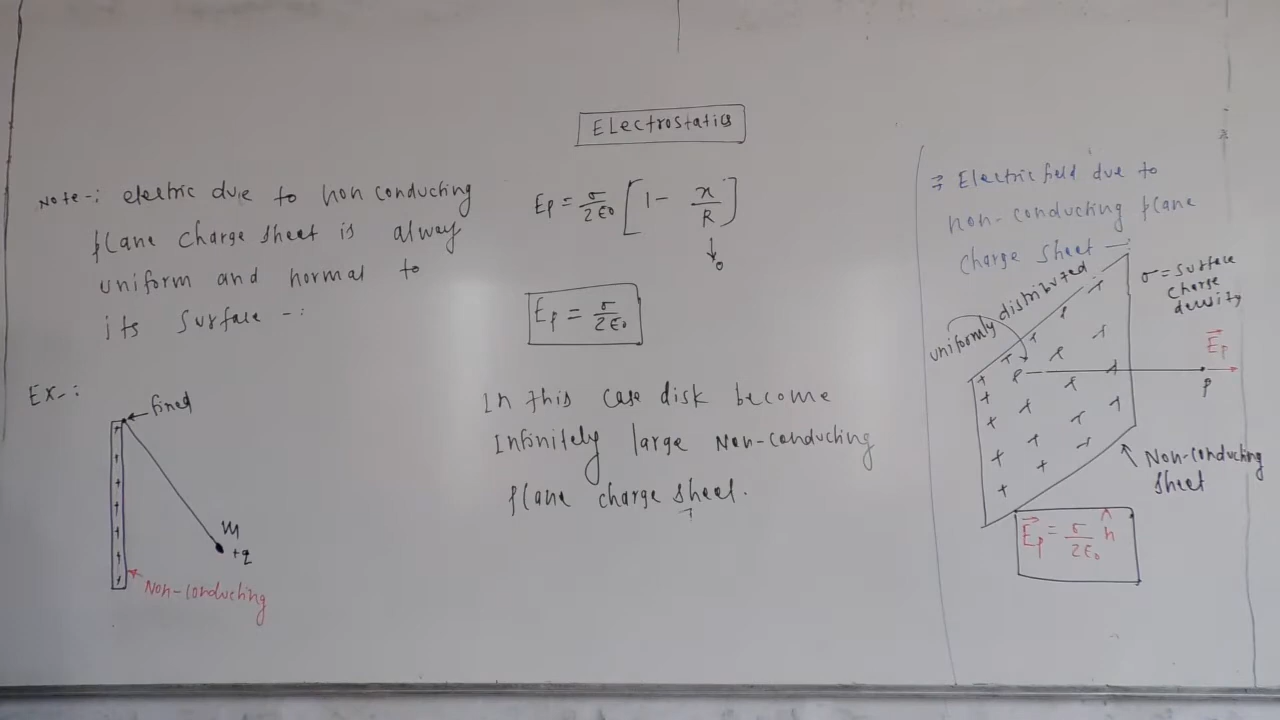 ELectrostatics
Note-: electric due to non conducting
plane charge sheet is alway
uniform and normal to
its surface -:
Ex-:
fixed
m
+q
Non-conducting
Ep = σ/2ε0 [1 - x/R]
↓0
Ep = σ/2ε0
In this case disk become
Infinitely large Non-conducting
plane charge sheet.
⇒ Electric field due to
non-conducting plane
charge sheet -:
uniformly distributed
σ = surface
charge
density
E⃗p
P
Non-conducting
sheet
E⃗p = σ/2ε0 n̂